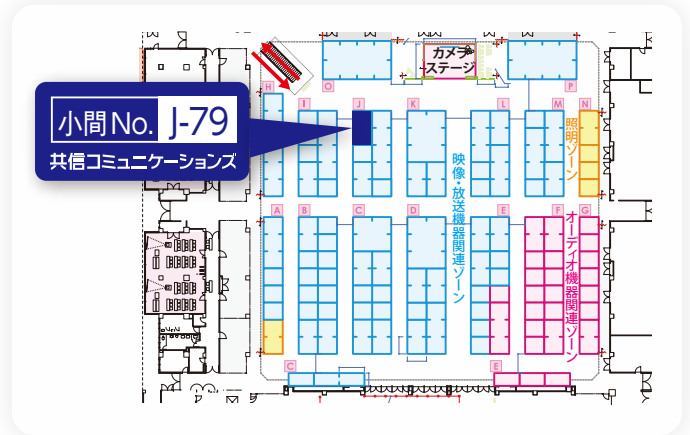 カメラ
ステージ
O
P
H
I
J
K
L
M
N
小間No. J-79
共信コミュニケーションズ
照明ゾーン
映像・放送機器関連ゾーン
A
B
C
D
E
F
G
オーディオ機器関連ゾーン
C
E